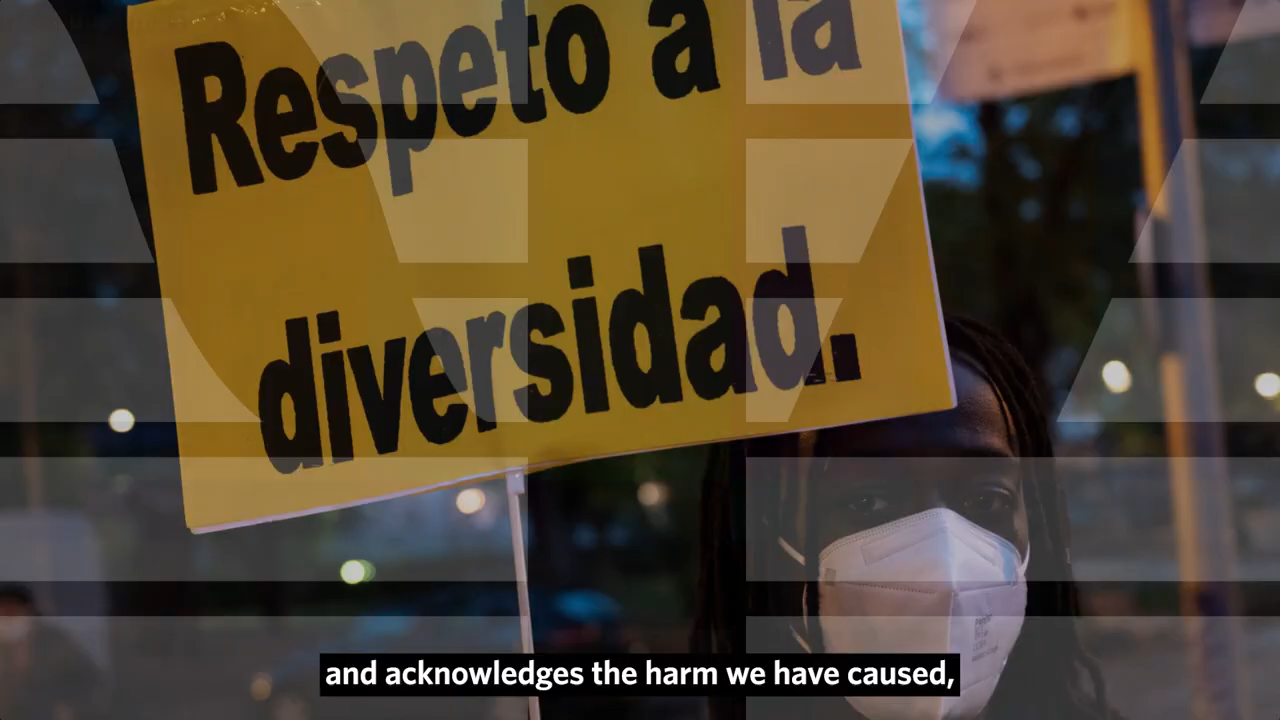 Respeto a la
diversidad.
and acknowledges the harm we have caused,